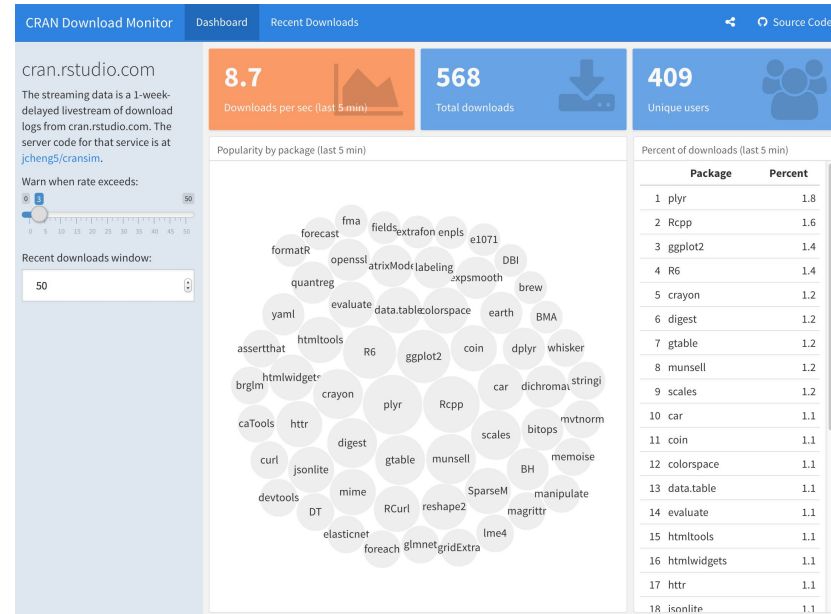 CRAN Download Monitor Dashboard Recent Downloads Source Code
cran.rstudio.com
The streaming data is a 1-week-
delayed livestream of download
logs from cran.rstudio.com. The
server code for that service is at
jcheng5/cransim.
Warn when rate exceeds:
0 3 50
0 5 10 15 20 25 30 35 40 45 50
Recent downloads window:
50
8.7
Downloads per sec (last 5 min)
568
Total downloads
409
Unique users
Popularity by package (last 5 min)
fma
fields
extrafon
enpls
forecast
e1071
formatR
openssl
atrixMode
labeling
DBI
expsmooth
quantreg
brew
evaluate
data.table
colorspace
earth
yaml
BMA
assertthat
htmltools
R6
ggplot2
coin
dplyr
whisker
brglm
htmlwidgets
crayon
car
dichromat
stringi
plyr
Rcpp
caTools
httr
mvtnorm
scales
bitops
digest
curl
jsonlite
gtable
munsell
BH
memoise
devtools
mime
SparseM
manipulate
DT
RCurl
reshape2
magrittr
elasticnet
lme4
foreach
glmnet
gridExtra
Percent of downloads (last 5 min)
Package Percent
1 plyr 1.8
2 Rcpp 1.6
3 ggplot2 1.4
4 R6 1.4
5 crayon 1.2
6 digest 1.2
7 gtable 1.2
8 munsell 1.2
9 scales 1.2
10 car 1.1
11 coin 1.1
12 colorspace 1.1
13 data.table 1.1
14 evaluate 1.1
15 htmltools 1.1
16 htmlwidgets 1.1
17 httr 1.1
18 jsonlite 1.1